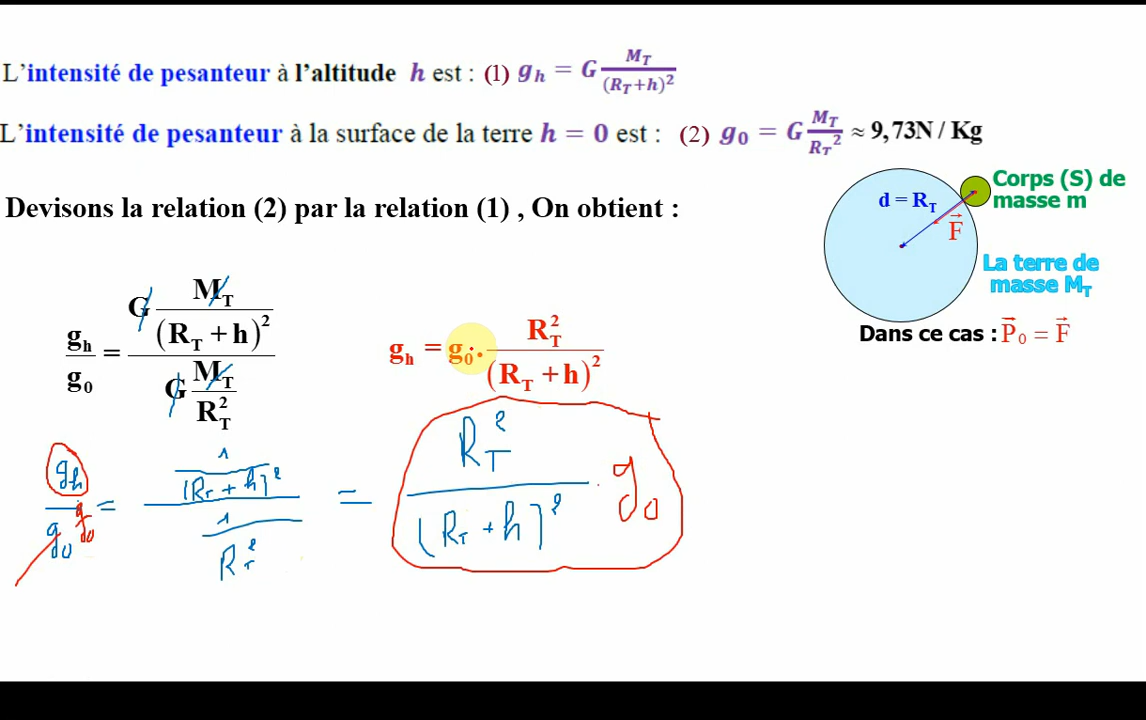 L'intensité de pesanteur à l'altitude h est : (1) g_h = G M_T/(R_T+h)²
L'intensité de pesanteur à la surface de la terre h = 0 est : (2) g_0 = G M_T/R_T² ≈ 9,73N / Kg
Devisons la relation (2) par la relation (1) , On obtient :
d = R_T
F⃗
Corps (S) de
masse m
La terre de
masse M_T
Dans ce cas : P⃗_0 = F⃗
g_h/g_0 = (G M_T/(R_T + h)²)/(G M_T/R_T²)
g_h = g_0 . R_T²/(R_T + h)²
g_h/g_0 g_0 = (1/(R_T + h)²)/(1/R_T²) = R_T²/(R_T + h)² . g_0